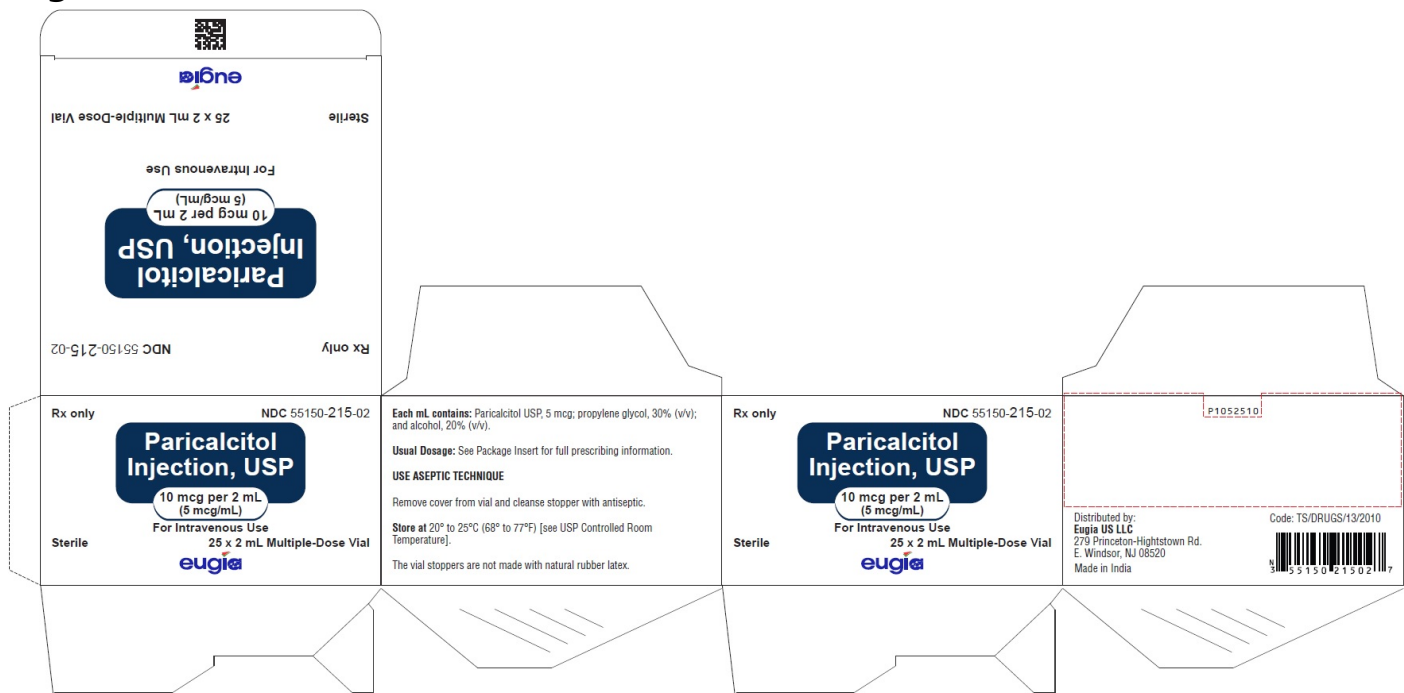 eugia
Sterile 25 x 2 mL Multiple-Dose Vial
For Intravenous Use
10 mcg per 2 mL
(5 mcg/mL)
Paricalcitol
Injection, USP
Rx only NDC 55150-215-02
Rx only NDC 55150-215-02
Paricalcitol
Injection, USP
10 mcg per 2 mL
(5 mcg/mL)
For Intravenous Use
Sterile 25 x 2 mL Multiple-Dose Vial
eugia
Each mL contains: Paricalcitol USP, 5 mcg; propylene glycol, 30% (v/v);
and alcohol, 20% (v/v).
Usual Dosage: See Package Insert for full prescribing information.
USE ASEPTIC TECHNIQUE
Remove cover from vial and cleanse stopper with antiseptic.
Store at 20° to 25°C (68° to 77°F) [see USP Controlled Room
Temperature].
The vial stoppers are not made with natural rubber latex.
Rx only NDC 55150-215-02
Paricalcitol
Injection, USP
10 mcg per 2 mL
(5 mcg/mL)
For Intravenous Use
Sterile 25 x 2 mL Multiple-Dose Vial
eugia
P1052510
Distributed by:
Eugia US LLC
279 Princeton-Hightstown Rd.
E. Windsor, NJ 08520
Made in India
Code: TS/DRUGS/13/2010
N
3 55150 21502 7